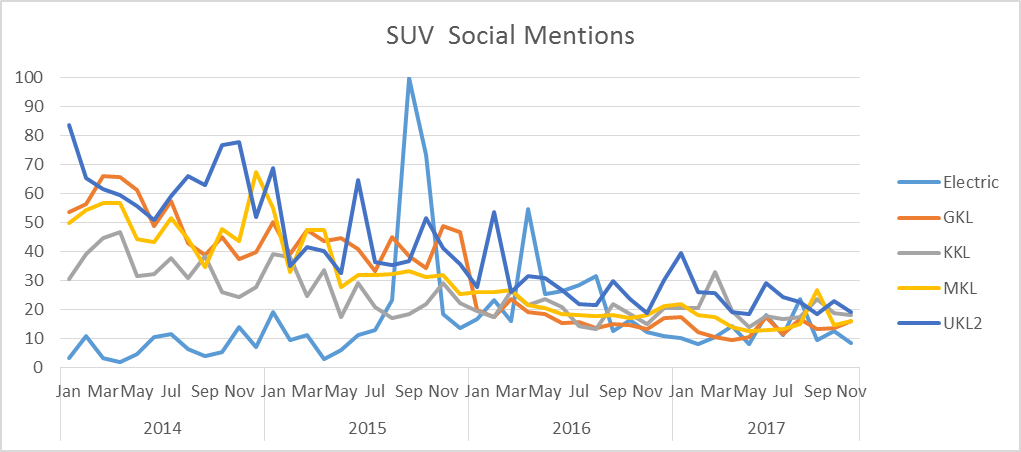 SUV  Social Mentions
100
90
80
70
60
50
40
30
20
10
0
Jan Mar May Jul Sep Nov Jan Mar May Jul Sep Nov Jan Mar May Jul Sep Nov Jan Mar May Jul Sep Nov
2014 2015 2016 2017
Electric
GKL
KKL
MKL
UKL2